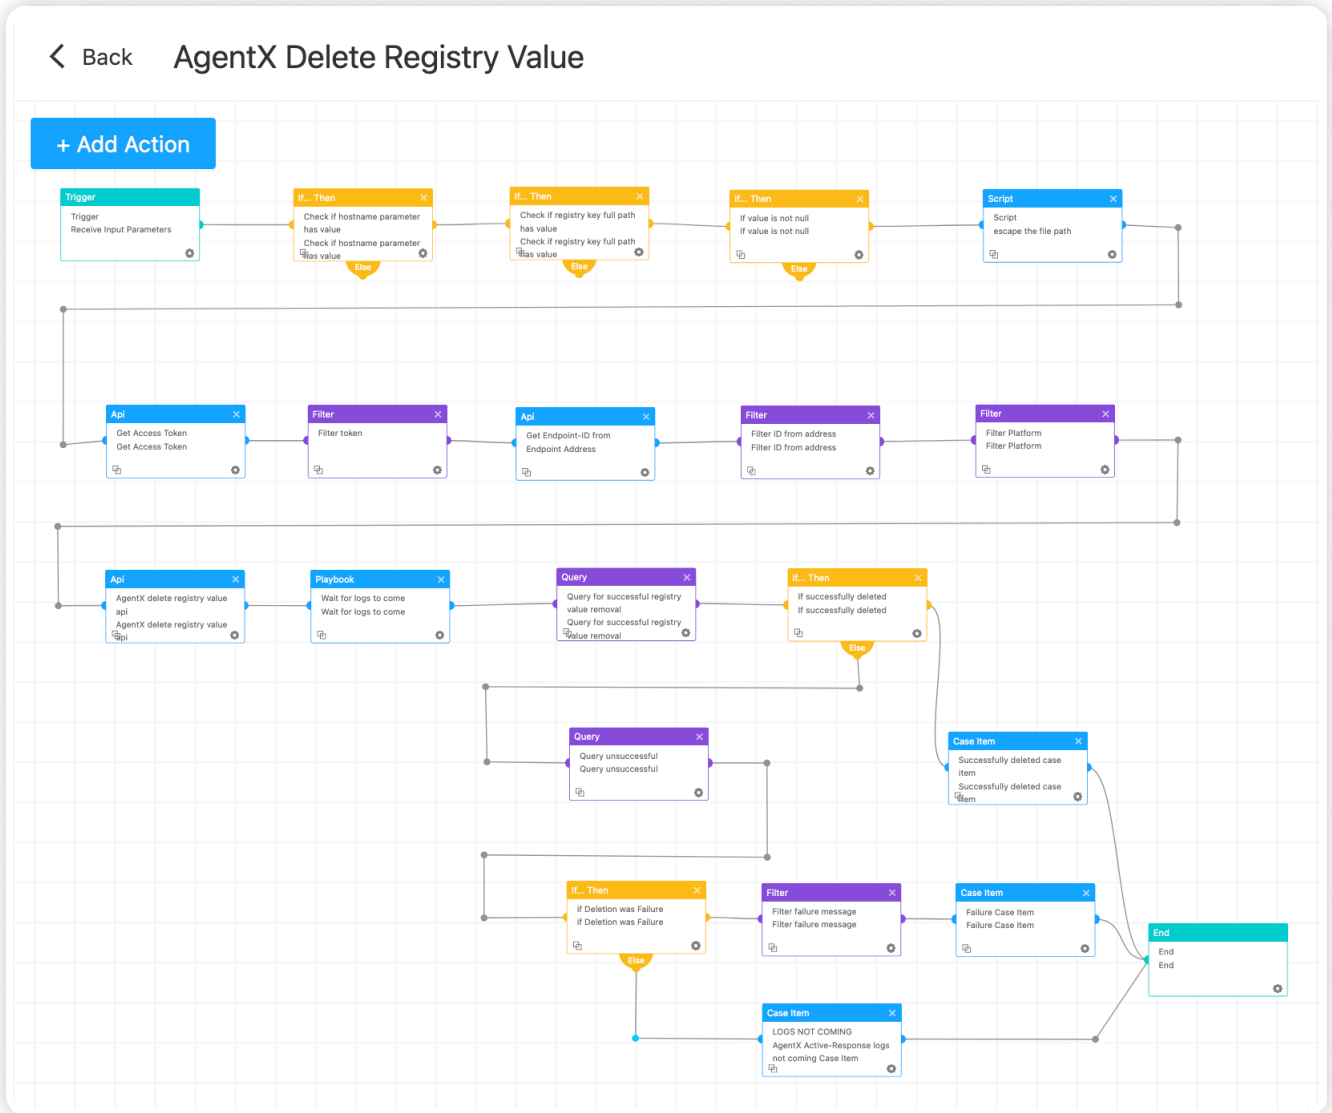 Back
AgentX Delete Registry Value
+ Add Action
Trigger
Trigger
Receive Input Parameters
If... Then
Check if hostname parameter
has value
Check if hostname parameter
has value
Else
If... Then
Check if registry key full path
has value
Check if registry key full path
has value
Else
If... Then
If value is not null
If value is not null
Else
Script
Script
escape the file path
Api
Get Access Token
Get Access Token
Filter
Filter token
Api
Get Endpoint-ID from
Endpoint Address
Filter
Filter ID from address
Filter ID from address
Filter
Filter Platform
Filter Platform
Api
AgentX delete registry value
api
AgentX delete registry value
api
Playbook
Wait for logs to come
Wait for logs to come
Query
Query for successful registry
value removal
Query for successful registry
value removal
If... Then
If successfully deleted
If successfully deleted
Else
Query
Query unsuccessful
Query unsuccessful
Case Item
Successfully deleted case
item
Successfully deleted case
item
If... Then
if Deletion was Failure
if Deletion was Failure
Else
Filter
Filter failure message
Filter failure message
Case Item
Failure Case Item
Failure Case Item
End
End
End
Case Item
LOGS NOT COMING
AgentX Active-Response logs
not coming Case Item